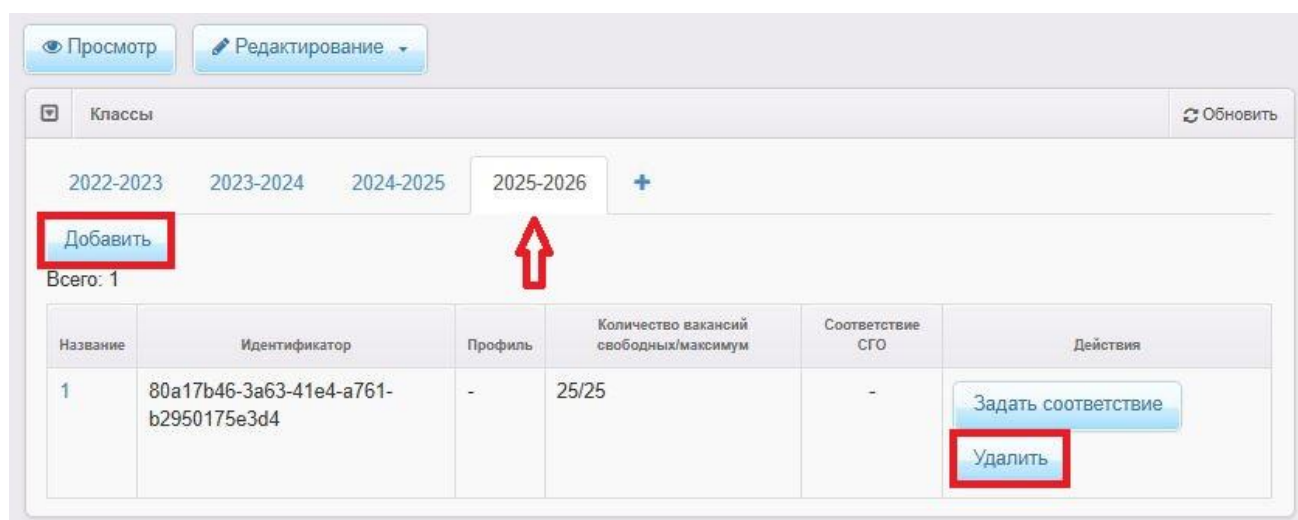 Просмотр Редактирование
Классы Обновить
2022-2023 2023-2024 2024-2025 2025-2026 +
Добавить
Всего: 1
Название Идентификатор Профиль Количество вакансий свободных/максимум Соответствие СГО Действия
1 80a17b46-3a63-41e4-a761-b2950175e3d4 - 25/25 - Задать соответствие
Удалить